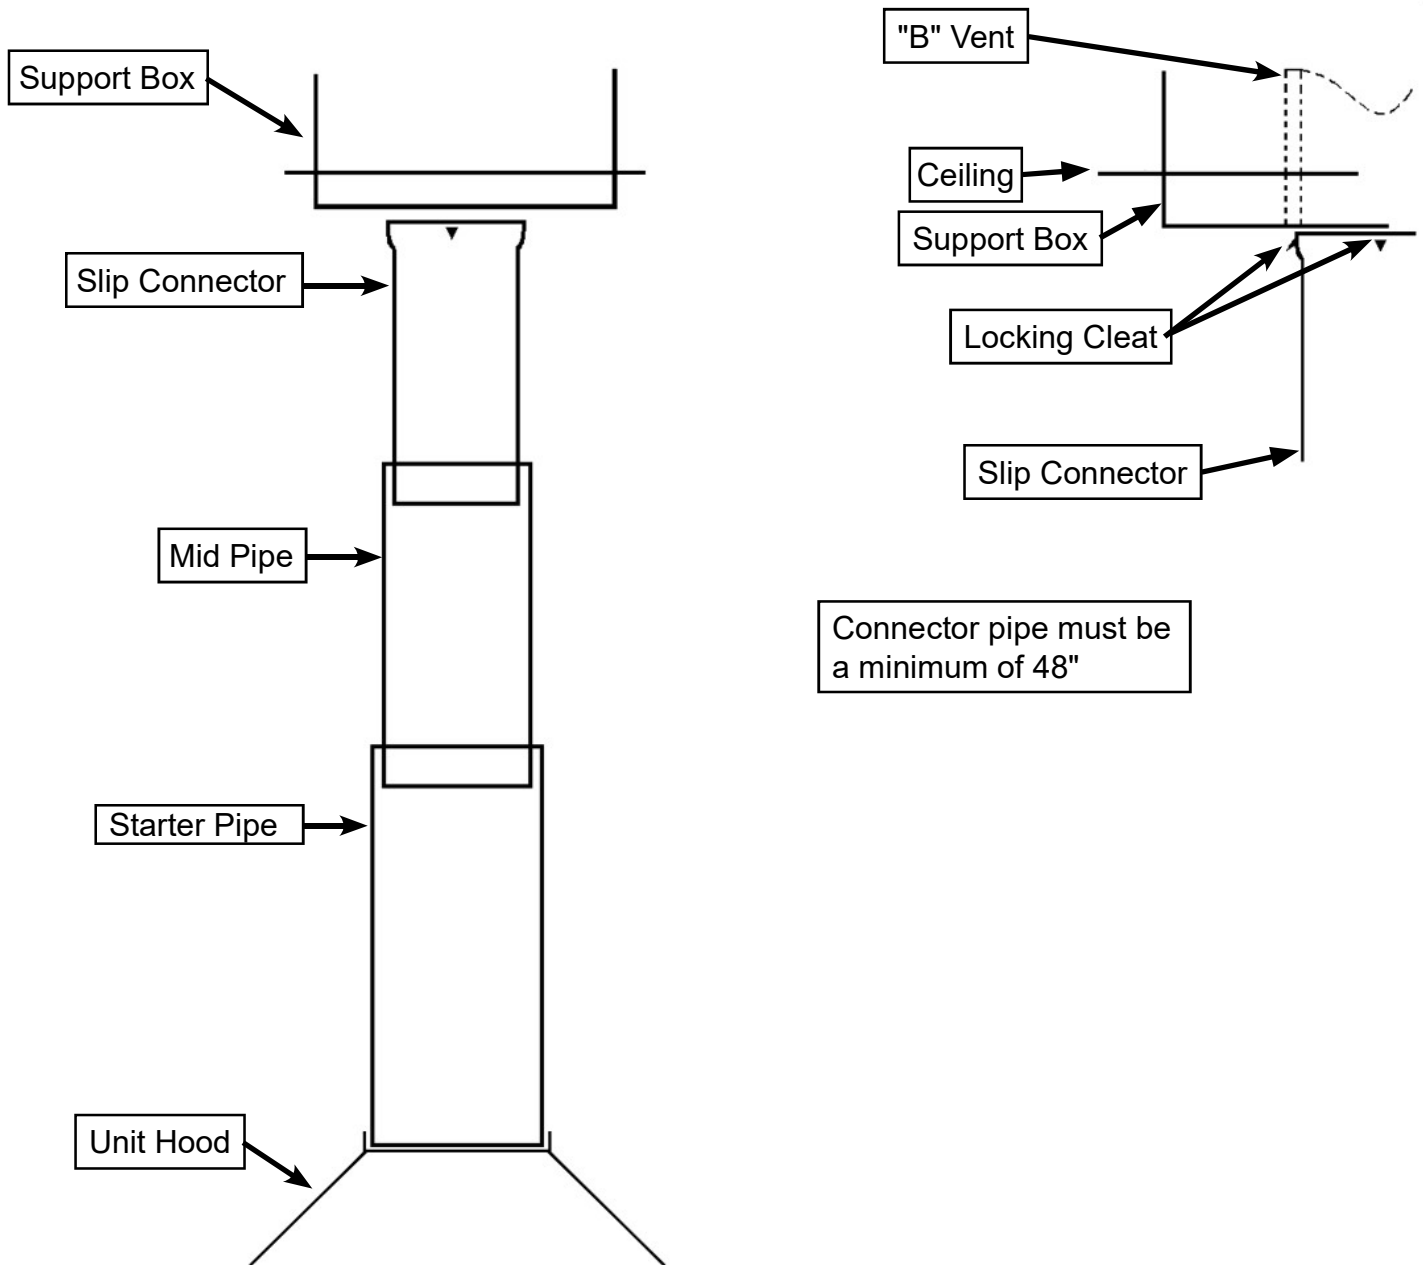 Support Box
Slip Connector
Mid Pipe
Starter Pipe
Unit Hood
"B" Vent
Ceiling
Support Box
Locking Cleat
Slip Connector
Connector pipe must be
a minimum of 48"